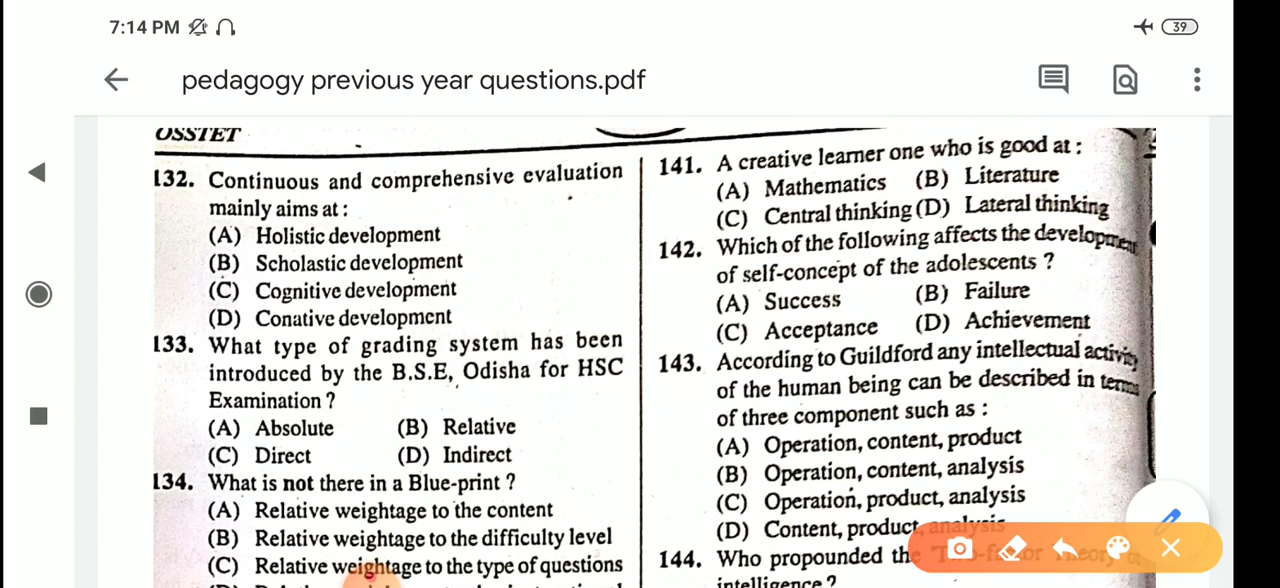 7:14 PM
39
pedagogy previous year questions.pdf
OSSTET
132. Continuous and comprehensive evaluation
mainly aims at :
(A) Holistic development
(B) Scholastic development
(C) Cognitive development
(D) Conative development
133. What type of grading system has been
introduced by the B.S.E, Odisha for HSC
Examination ?
(A) Absolute (B) Relative
(C) Direct (D) Indirect
134. What is not there in a Blue-print ?
(A) Relative weightage to the content
(B) Relative weightage to the difficulty level
(C) Relative weightage to the type of questions
141. A creative learner one who is good at :
(A) Mathematics (B) Literature
(C) Central thinking (D) Lateral thinking
142. Which of the following affects the development
of self-concept of the adolescents ?
(A) Success (B) Failure
(C) Acceptance (D) Achievement
143. According to Guildford any intellectual activity
of the human being can be described in terms
of three component such as :
(A) Operation, content, product
(B) Operation, content, analysis
(C) Operation, product, analysis
(D) Content, product, analysis
144. Who propounded the Two-factor theory
intelligence ?